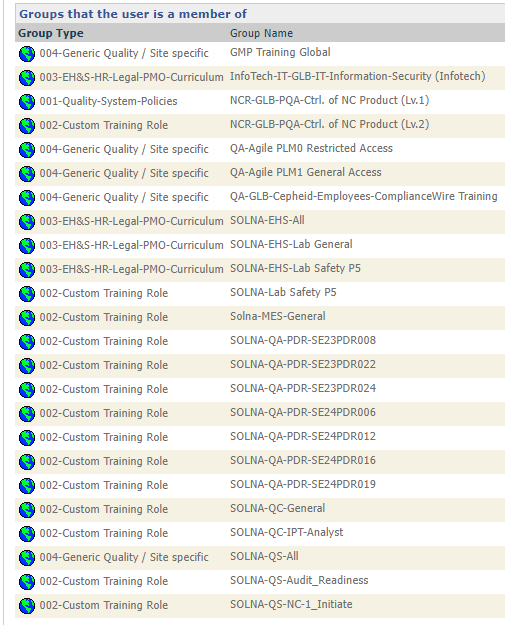 Groups that the user is a member of
Group Type Group Name
004-Generic Quality / Site specific GMP Training Global
003-EH&S-HR-Legal-PMO-Curriculum InfoTech-IT-GLB-IT-Information-Security (Infotech)
001-Quality-System-Policies NCR-GLB-PQA-Ctrl. of NC Product (Lv.1)
002-Custom Training Role NCR-GLB-PQA-Ctrl. of NC Product (Lv.2)
004-Generic Quality / Site specific QA-Agile PLM0 Restricted Access
004-Generic Quality / Site specific QA-Agile PLM1 General Access
004-Generic Quality / Site specific QA-GLB-Cepheid-Employees-ComplianceWire Training
003-EH&S-HR-Legal-PMO-Curriculum SOLNA-EHS-All
003-EH&S-HR-Legal-PMO-Curriculum SOLNA-EHS-Lab General
003-EH&S-HR-Legal-PMO-Curriculum SOLNA-EHS-Lab Safety P5
002-Custom Training Role SOLNA-Lab Safety P5
002-Custom Training Role Solna-MES-General
002-Custom Training Role SOLNA-QA-PDR-SE23PDR008
002-Custom Training Role SOLNA-QA-PDR-SE23PDR022
002-Custom Training Role SOLNA-QA-PDR-SE23PDR024
002-Custom Training Role SOLNA-QA-PDR-SE24PDR006
002-Custom Training Role SOLNA-QA-PDR-SE24PDR012
002-Custom Training Role SOLNA-QA-PDR-SE24PDR016
002-Custom Training Role SOLNA-QA-PDR-SE24PDR019
002-Custom Training Role SOLNA-QC-General
002-Custom Training Role SOLNA-QC-IPT-Analyst
004-Generic Quality / Site specific SOLNA-QS-All
002-Custom Training Role SOLNA-QS-Audit_Readiness
002-Custom Training Role SOLNA-QS-NC-1_Initiate